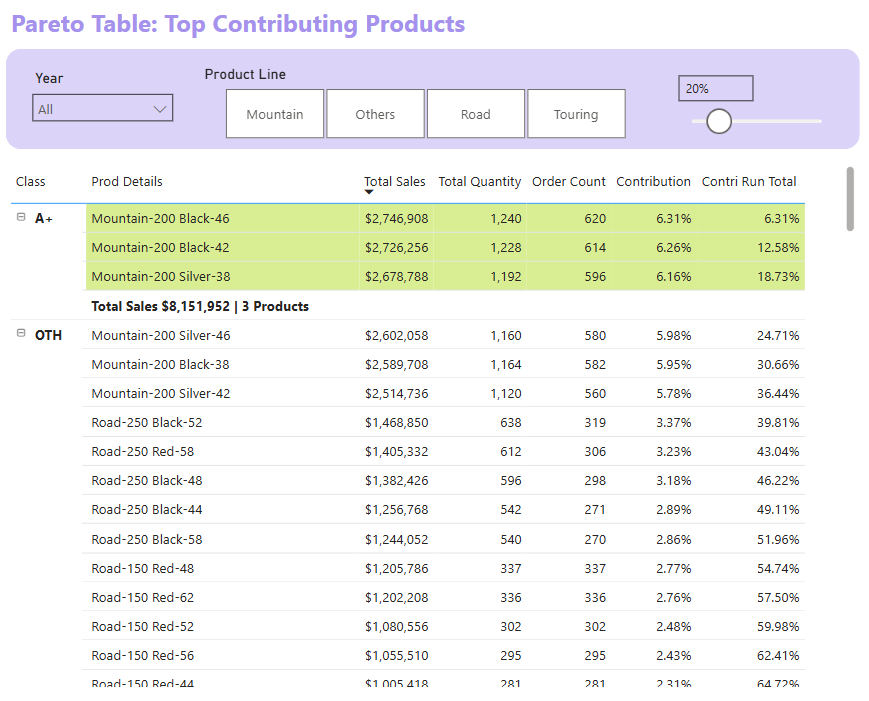 Pareto Table: Top Contributing Products
Year
Product Line
All
Mountain
Others
Road
Touring
20%
Class Prod Details Total Sales Total Quantity Order Count Contribution Contri Run Total
A+ Mountain-200 Black-46 $2,746,908 1,240 620 6.31% 6.31%
Mountain-200 Black-42 $2,726,256 1,228 614 6.26% 12.58%
Mountain-200 Silver-38 $2,678,788 1,192 596 6.16% 18.73%
Total Sales $8,151,952 | 3 Products
OTH Mountain-200 Silver-46 $2,602,058 1,160 580 5.98% 24.71%
Mountain-200 Black-38 $2,589,708 1,164 582 5.95% 30.66%
Mountain-200 Silver-42 $2,514,736 1,120 560 5.78% 36.44%
Road-250 Black-52 $1,468,850 638 319 3.37% 39.81%
Road-250 Red-58 $1,405,332 612 306 3.23% 43.04%
Road-250 Black-48 $1,382,426 596 298 3.18% 46.22%
Road-250 Black-44 $1,256,768 542 271 2.89% 49.11%
Road-250 Black-58 $1,244,052 540 270 2.86% 51.96%
Road-150 Red-48 $1,205,786 337 337 2.77% 54.74%
Road-150 Red-62 $1,202,208 336 336 2.76% 57.50%
Road-150 Red-52 $1,080,556 302 302 2.48% 59.98%
Road-150 Red-56 $1,055,510 295 295 2.43% 62.41%
Road-150 Red-44 $1,005,418 281 281 2.31% 64.72%